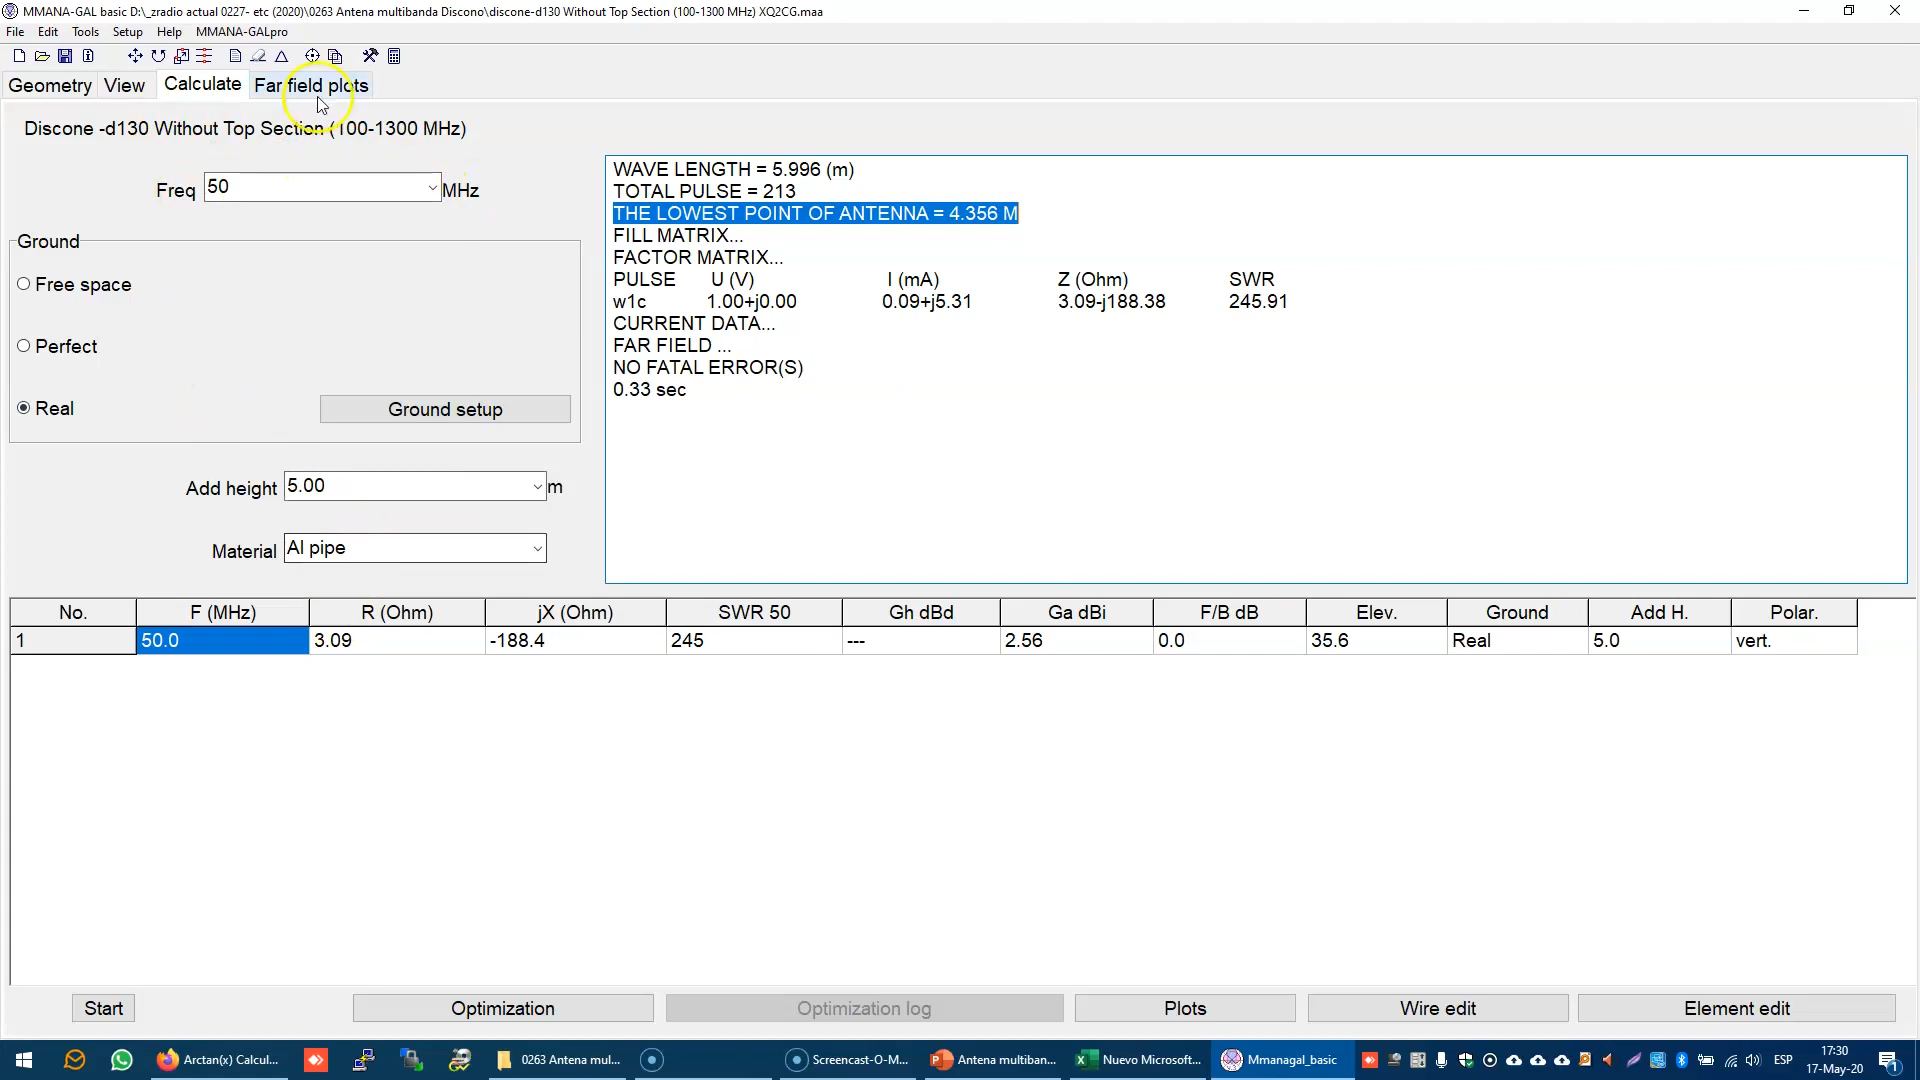 MMANA-GAL basic D:\_zradio actual 0227- etc (2020)\0263 Antena multibanda Discono\discone-d130 Without Top Section (100-1300 MHz) XQ2CG.maa
File Edit Tools Setup Help MMANA-GALpro
Geometry View Calculate Far field plots
Discone -d130 Without Top Section (100-1300 MHz)
Freq 50 MHz
Ground
Free space
Perfect
Real Ground setup
Add height 5.00 m
Material Al pipe
WAVE LENGTH = 5.996 (m)
TOTAL PULSE = 213
THE LOWEST POINT OF ANTENNA = 4.356 M
FILL MATRIX...
FACTOR MATRIX...
PULSE U (V) I (mA) Z (Ohm) SWR
w1c 1.00+j0.00 0.09+j5.31 3.09-j188.38 245.91
CURRENT DATA...
FAR FIELD ...
NO FATAL ERROR(S)
0.33 sec
No. F (MHz) R (Ohm) jX (Ohm) SWR 50 Gh dBd Ga dBi F/B dB Elev. Ground Add H. Polar.
1 50.0 3.09 -188.4 245 --- 2.56 0.0 35.6 Real 5.0 vert.
Start Optimization Optimization log Plots Wire edit Element edit
Arctan(x) Calcul... 0263 Antena mul... Screencast-O-M... Antena multiban... Nuevo Microsoft... Mmanagal_basic ESP 17:30
17-May-20 1